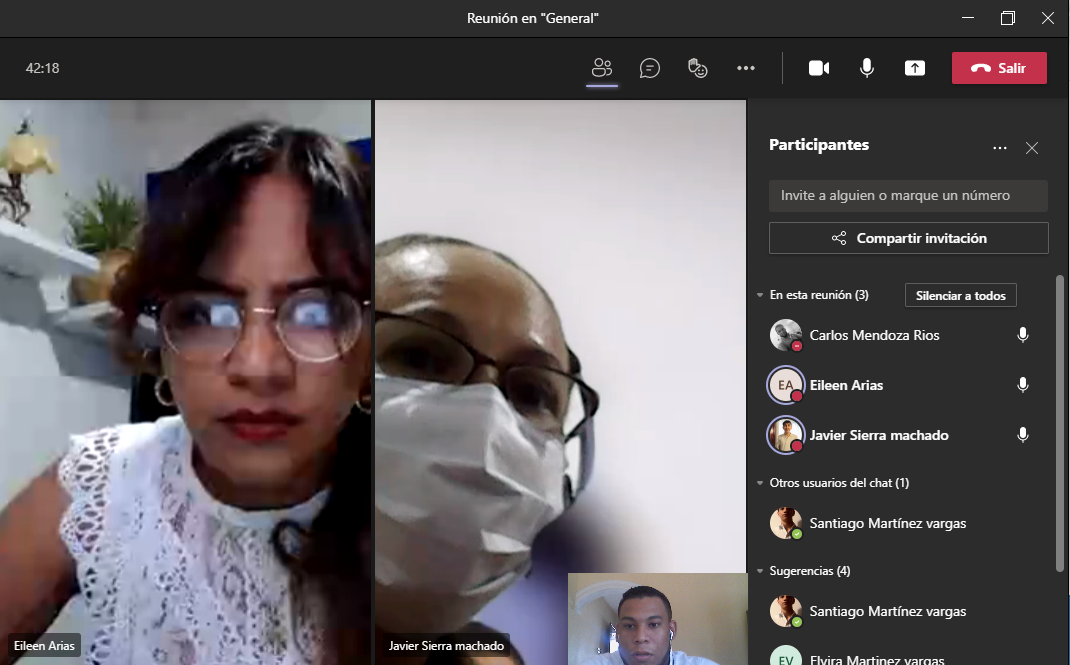 Reunión en "General"
42:18
Salir
Participantes
Invite a alguien o marque un número
Compartir invitación
En esta reunión (3)
Silenciar a todos
Carlos Mendoza Rios
EA
Eileen Arias
Javier Sierra machado
Otros usuarios del chat (1)
Santiago Martínez vargas
Sugerencias (4)
Santiago Martínez vargas
EV
Elvira Martinez vargas
Eileen Arias
Javier Sierra machado